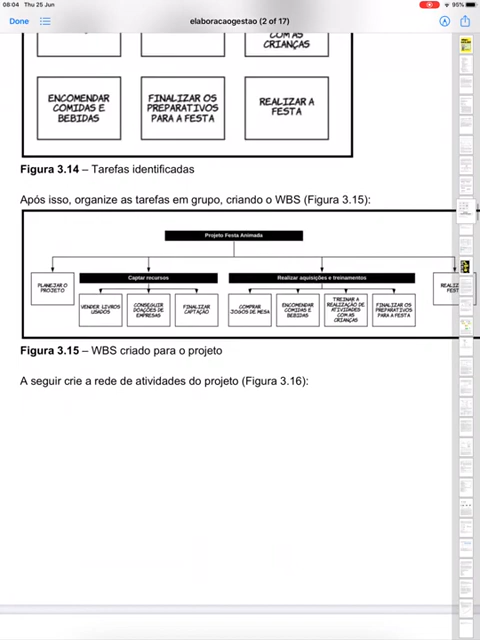 08:04 Thu 25 Jun
95%
Done
elaboracaogestao (2 of 17)
COM AS
CRIANÇAS
ENCOMENDAR
COMIDAS E
BEBIDAS
FINALIZAR OS
PREPARATIVOS
PARA A FESTA
REALIZAR A
FESTA
Figura 3.14 – Tarefas identificadas
Após isso, organize as tarefas em grupo, criando o WBS (Figura 3.15):
Projeto Festa Animada
PLANEJAR O
PROJETO
Captar recursos
Realizar aquisições e treinamentos
VENDER LIVROS
USADOS
CONSEGUIR
DOAÇÕES DE
EMPRESAS
FINALIZAR
CAPTAÇÃO
COMPRAR
JOGOS DE MESA
ENCOMENDAR
COMIDAS E
BEBIDAS
TREINAR A
REALIZAÇÃO DE
ATIVIDADES
COM AS
CRIANÇAS
FINALIZAR OS
PREPARATIVOS
PARA A FESTA
REALIZ
FEST
Figura 3.15 – WBS criado para o projeto
A seguir crie a rede de atividades do projeto (Figura 3.16):